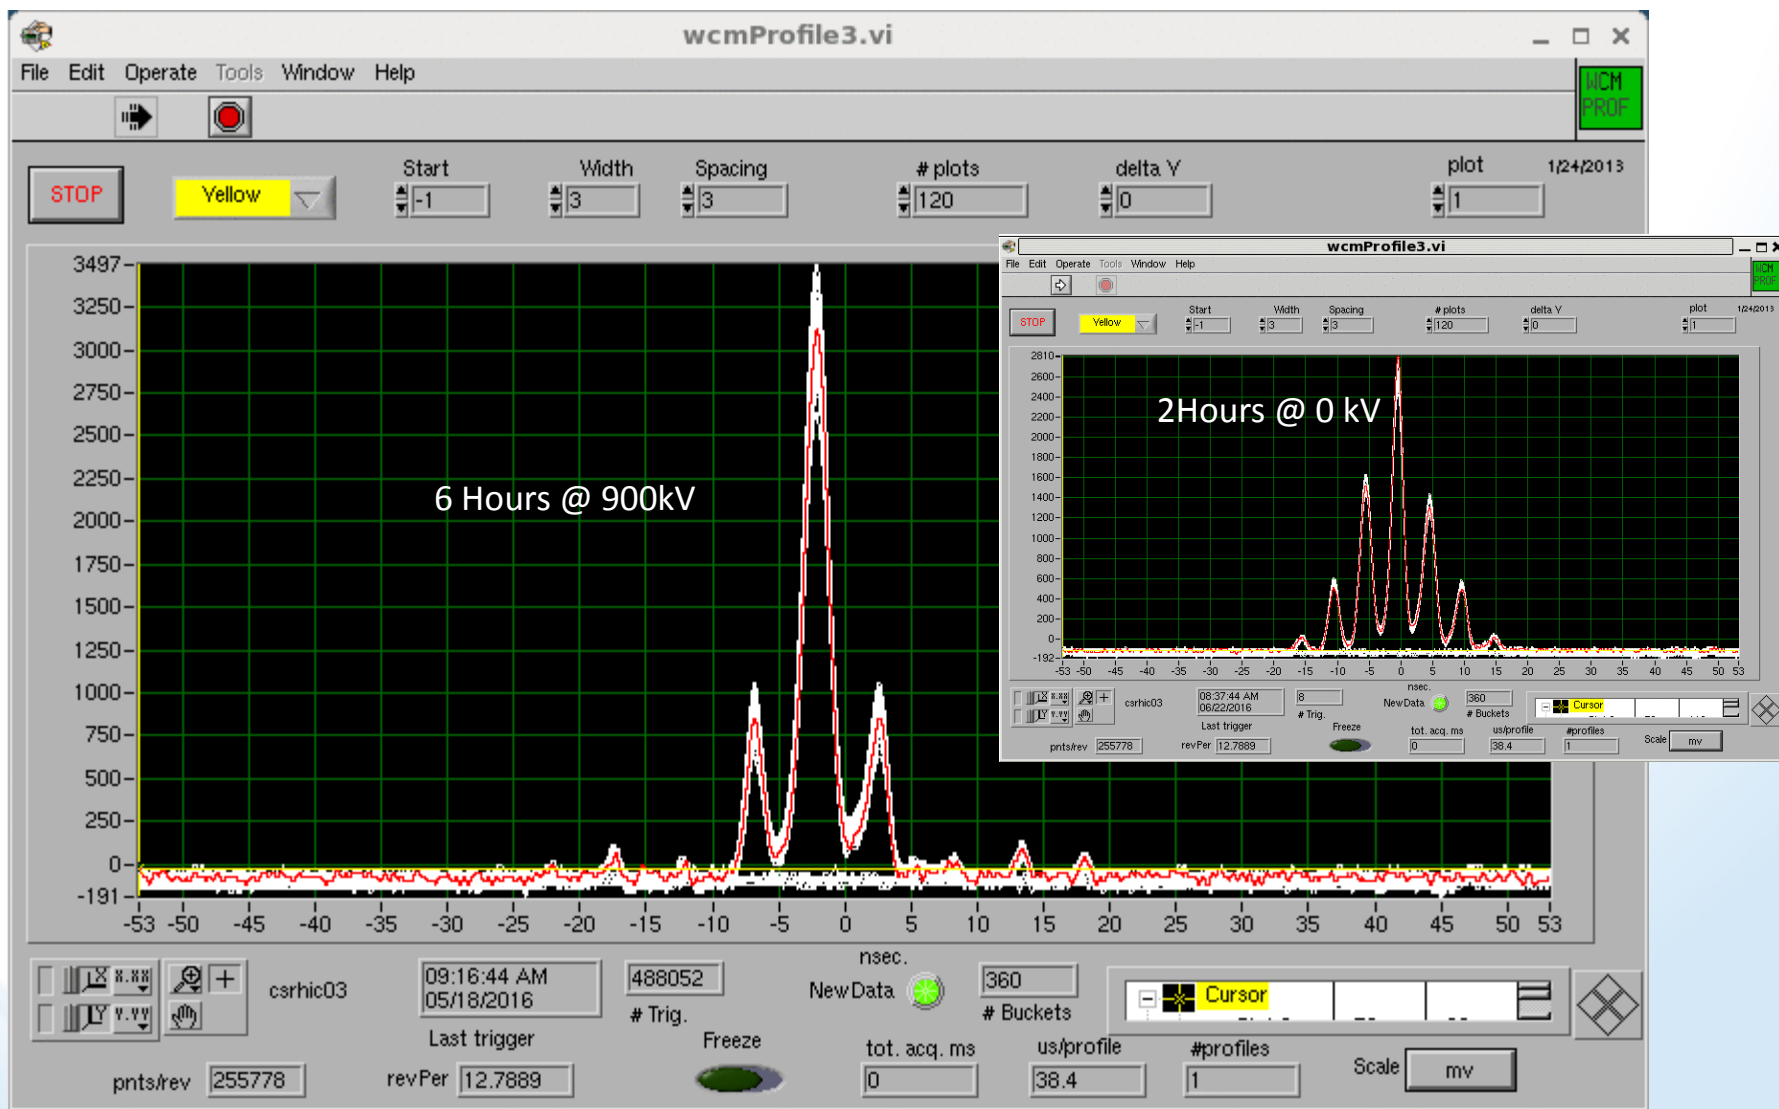 wcmProfile3.vi
File Edit Operate Tools Window Help
WCM
PROF
STOP Yellow Start Width Spacing # plots delta V plot 1/24/2013
-1 3 3 120 0 1
3497
3250
3000
2750
2500
2250
2000
1750
1500
1250
1000
750
500
250
0
-191
6 Hours @ 900kV
-53 -50 -45 -40 -35 -30 -25 -20 -15 -10 -5 0 5 10 15 20 25 30 35 40 45 50 53
nsec.
csrhic03
09:16:44 AM
05/18/2016
Last trigger
488052
# Trig.
NewData
360
# Buckets
Cursor
Freeze
pnts/rev 255778
revPer 12.7889
tot. acq. ms
0
us/profile
38.4
#profiles
1
Scale mv
wcmProfile3.vi
File Edit Operate Tools Window Help
WCM
PROF
STOP Yellow Start Width Spacing # plots delta V plot 1/24/2013
-1 3 3 120 0 1
2810
2600
2400
2200
2000
1800
1600
1400
1200
1000
800
600
400
200
0
-192
2Hours @ 0 kV
-53 -50 -45 -40 -35 -30 -25 -20 -15 -10 -5 0 5 10 15 20 25 30 35 40 45 50 53
nsec.
csrhic03
08:37:44 AM
06/22/2016
Last trigger
8
# Trig.
NewData
360
# Buckets
Cursor
Freeze
pnts/rev 255778
revPer 12.7889
tot. acq. ms
0
us/profile
38.4
#profiles
1
Scale mv